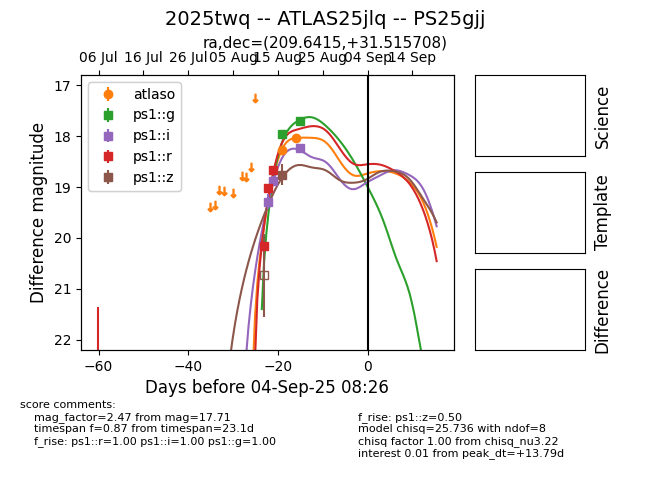 2025twq -- ATLAS25jlq -- PS25gjj
ra,dec=(209.6415,+31.515708)
06 Jul 16 Jul 26 Jul 05 Aug 15 Aug 25 Aug 04 Sep 14 Sep
17
18
19
20
21
22
Difference magnitude
atlaso
ps1::g
ps1::i
ps1::r
ps1::z
−60 −40 −20 0
Days before 04-Sep-25 08:26
Science
Template
Difference
score comments:
mag_factor=2.47 from mag=17.71
timespan f=0.87 from timespan=23.1d
f_rise: ps1::r=1.00 ps1::i=1.00 ps1::g=1.00
f_rise: ps1::z=0.50
model chisq=25.736 with ndof=8
chisq factor 1.00 from chisq_nu3.22
interest 0.01 from peak_dt=+13.79d